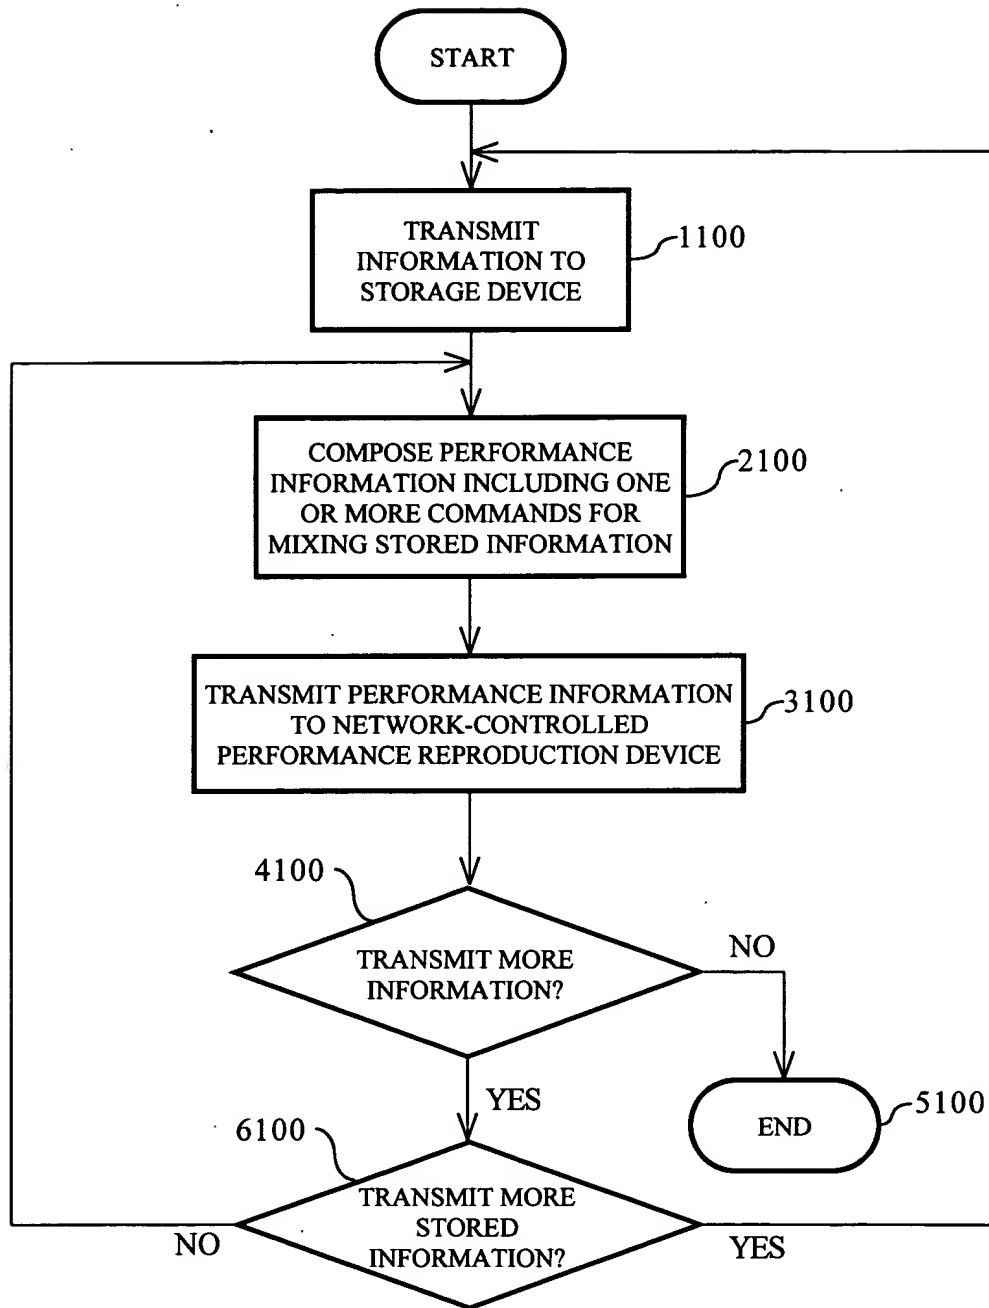 START
TRANSMIT
INFORMATION TO
STORAGE DEVICE
1100
COMPOSE PERFORMANCE
INFORMATION INCLUDING ONE
OR MORE COMMANDS FOR
MIXING STORED INFORMATION
2100
TRANSMIT PERFORMANCE INFORMATION
TO NETWORK-CONTROLLED
PERFORMANCE REPRODUCTION DEVICE
3100
4100
TRANSMIT MORE
INFORMATION?
NO
YES
END
5100
6100
TRANSMIT MORE
STORED
INFORMATION?
NO
YES